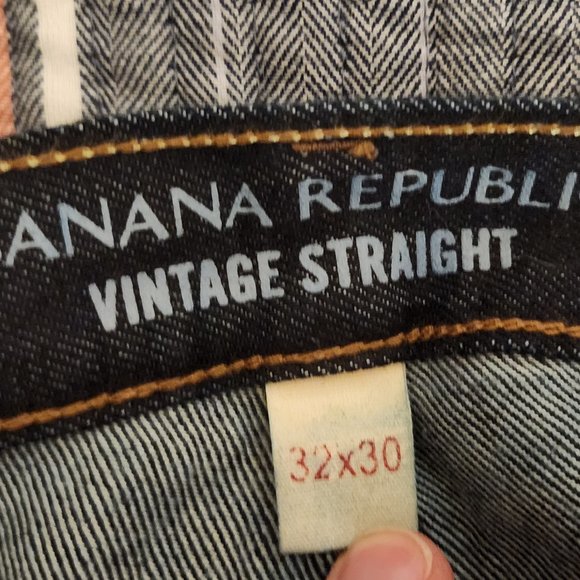 ANANA REPUBLI
VINTAGE STRAIGHT
32x30